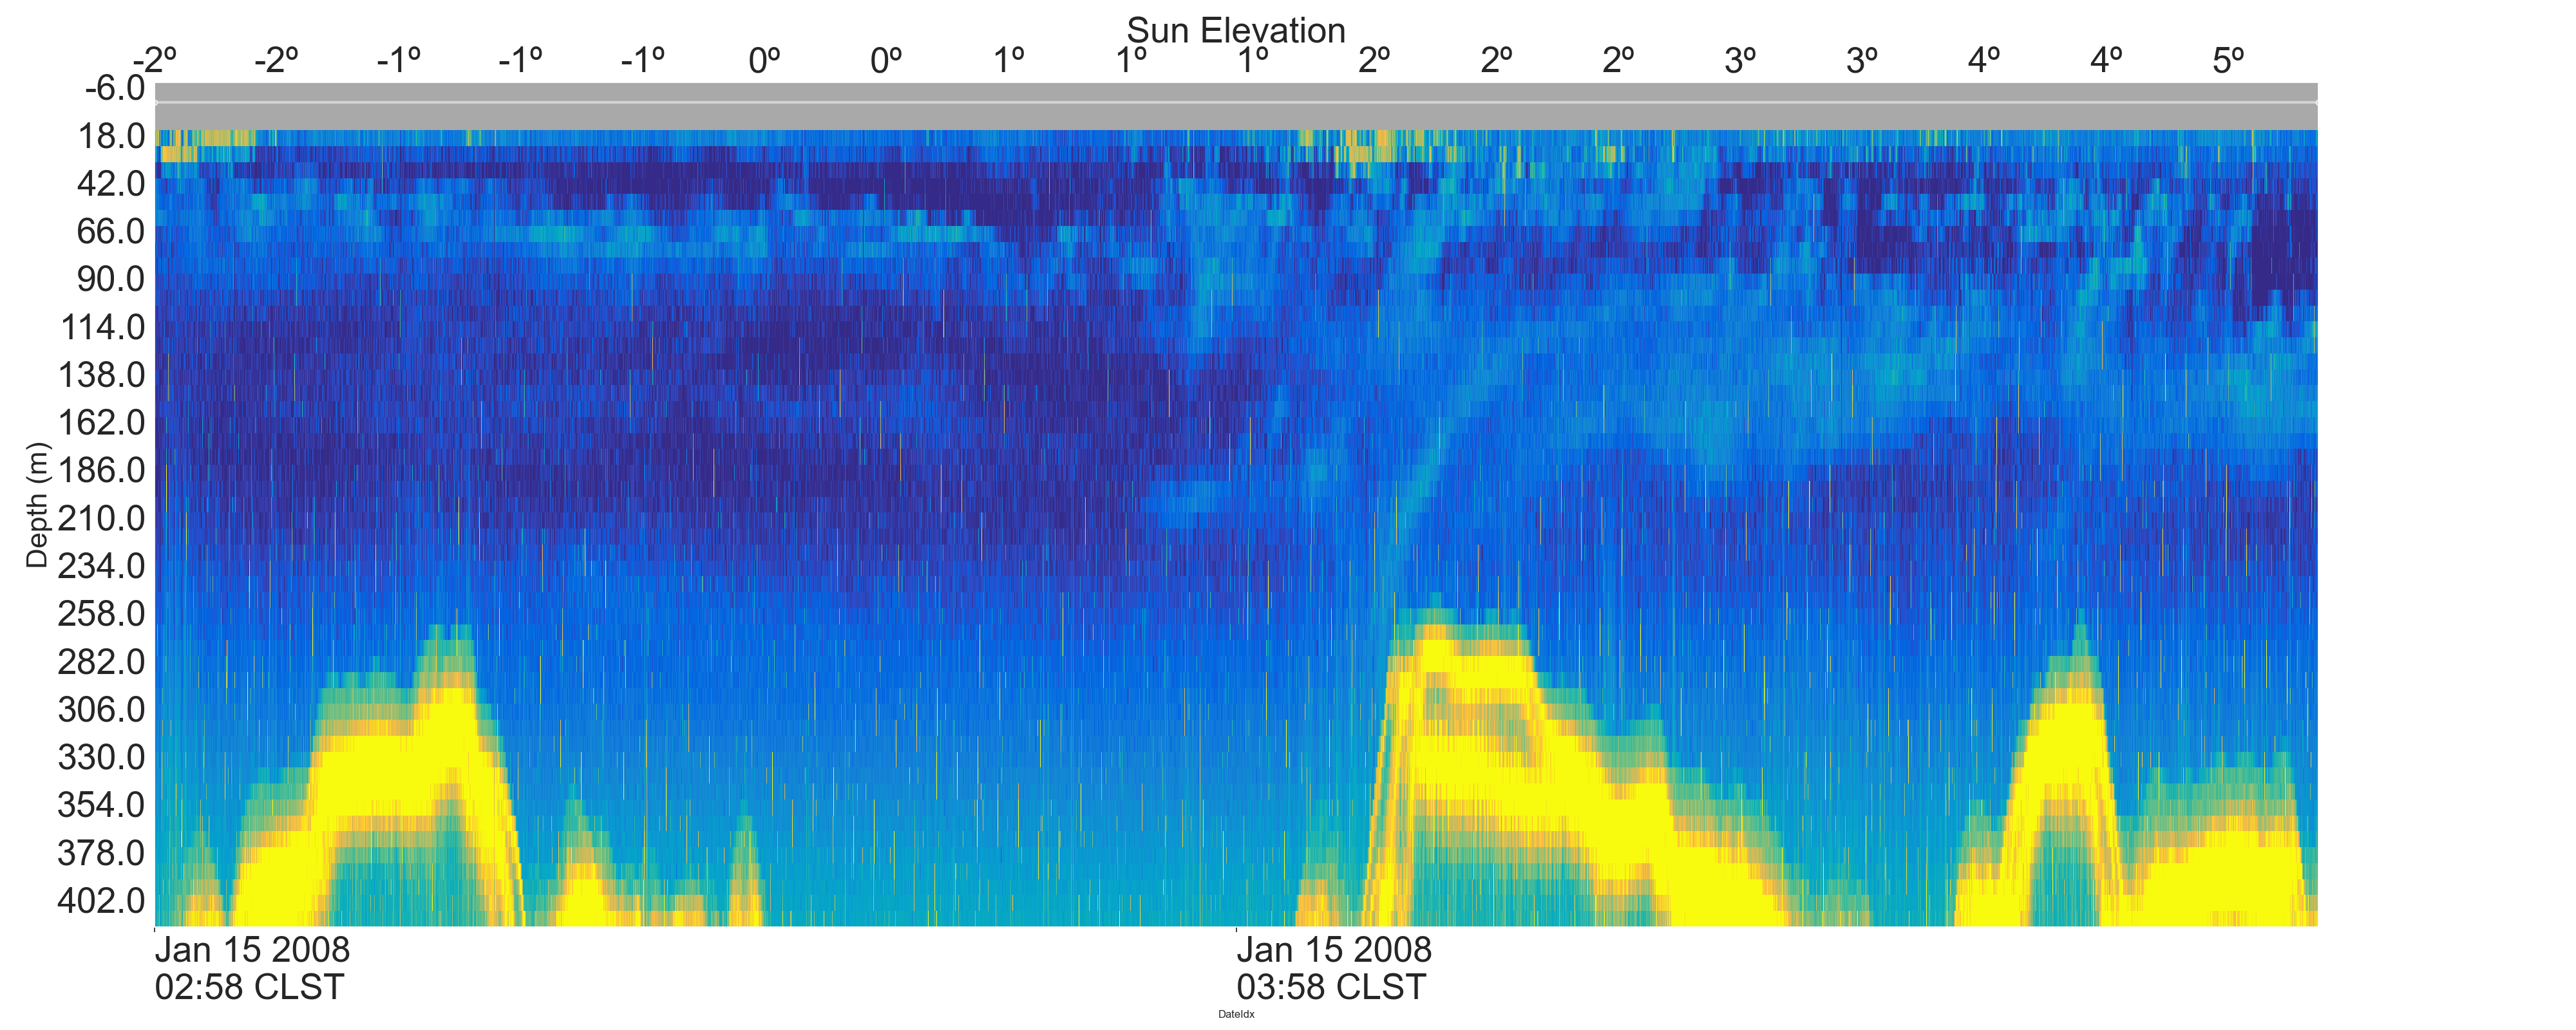 Sun Elevation
-2º -2º -1º -1º -1º 0º 0º 1º 1º 1º 2º 2º 2º 3º 3º 4º 4º 5º
-6.0
18.0
42.0
66.0
90.0
114.0
138.0
162.0
186.0
210.0
234.0
258.0
282.0
306.0
330.0
354.0
378.0
402.0
Depth (m)
Jan 15 2008
02:58 CLST
Jan 15 2008
03:58 CLST
DateIdx